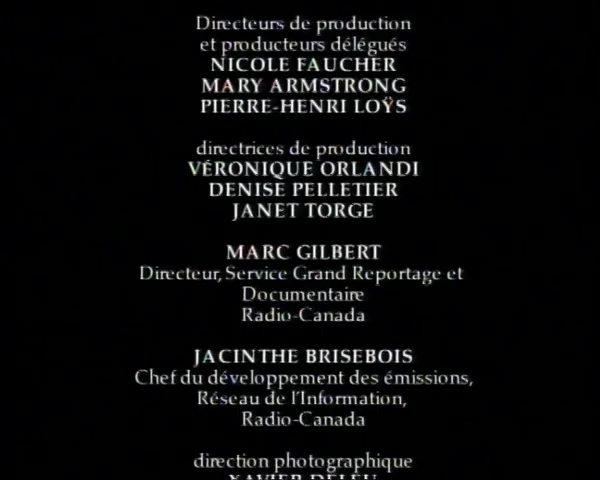 Directeurs de production
et producteurs délégués
NICOLE FAUCHER
MARY ARMSTRONG
PIERRE-HENRI LOŸS
directrices de production
VÉRONIQUE ORLANDI
DENISE PELLETIER
JANET TORGE
MARC GILBERT
Directeur, Service Grand Reportage et
Documentaire
Radio-Canada
JACINTHE BRISEBOIS
Chef du développement des émissions,
Réseau de l'Information,
Radio-Canada
direction photographique
XAVIER DELEU